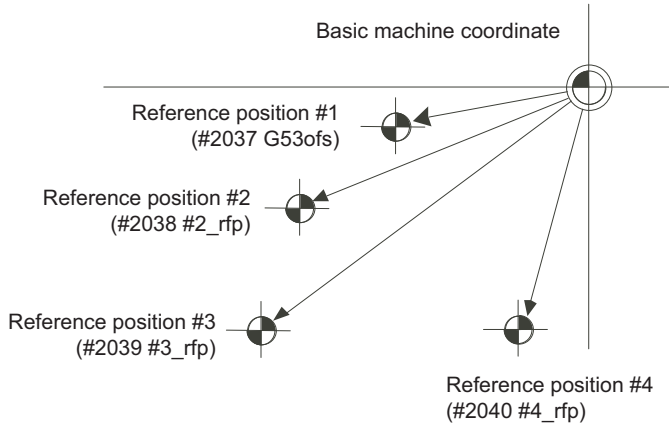 Basic machine coordinate
Reference position #1
(#2037 G53ofs)
Reference position #2
(#2038 #2_rfp)
Reference position #3
(#2039 #3_rfp)
Reference position #4
(#2040 #4_rfp)